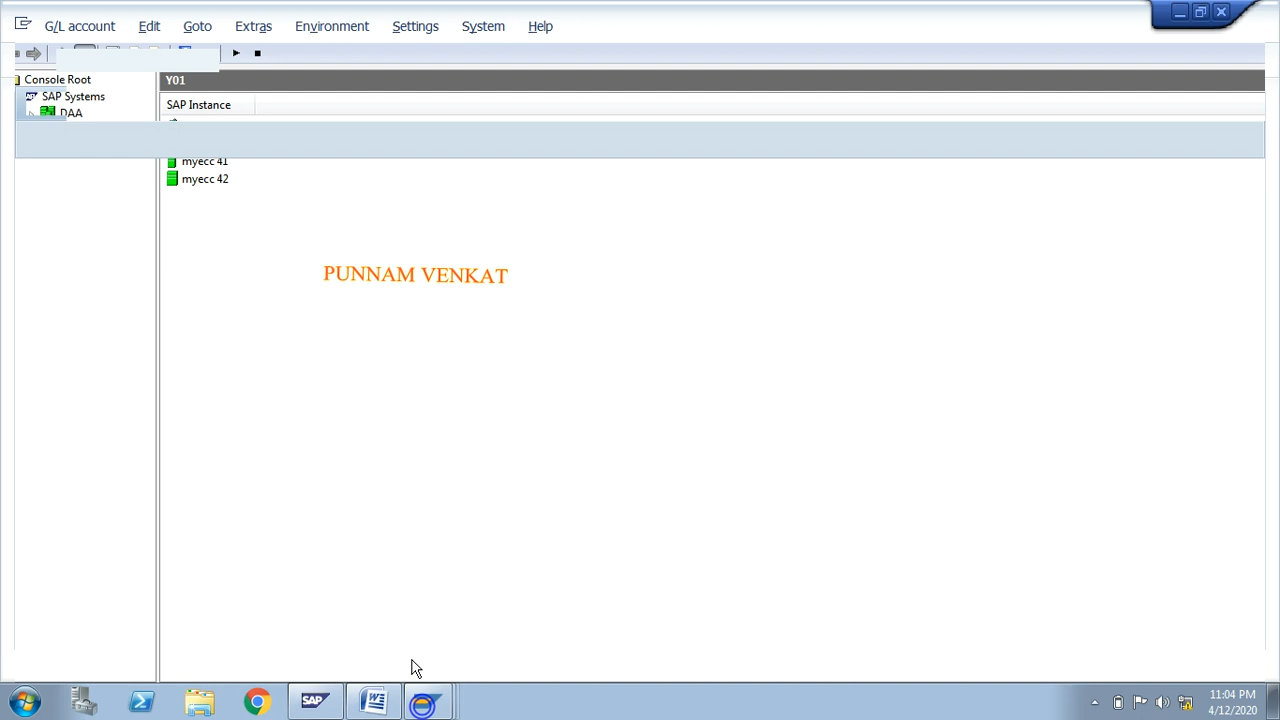 G/L account Edit Goto Extras Environment Settings System Help
Console Root
Y01
SAP Systems
SAP Instance
DAA
myecc 41
myecc 42
PUNNAM VENKAT
SAP
W
11:04 PM
4/12/2020